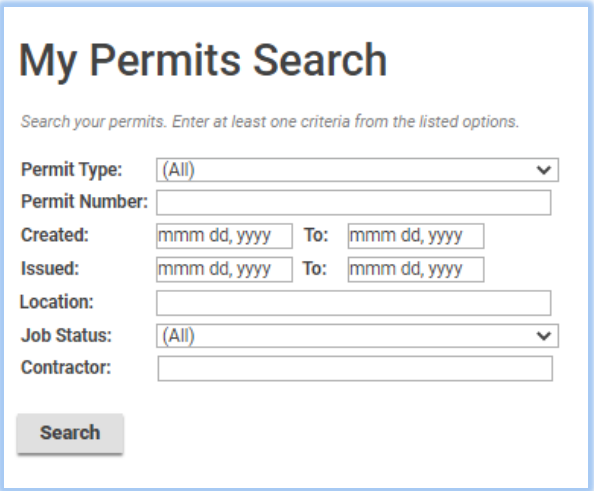 My Permits Search
Search your permits. Enter at least one criteria from the listed options.
Permit Type: (All)
Permit Number:
Created: mmm dd, yyyy To: mmm dd, yyyy
Issued: mmm dd, yyyy To: mmm dd, yyyy
Location:
Job Status: (All)
Contractor:
Search